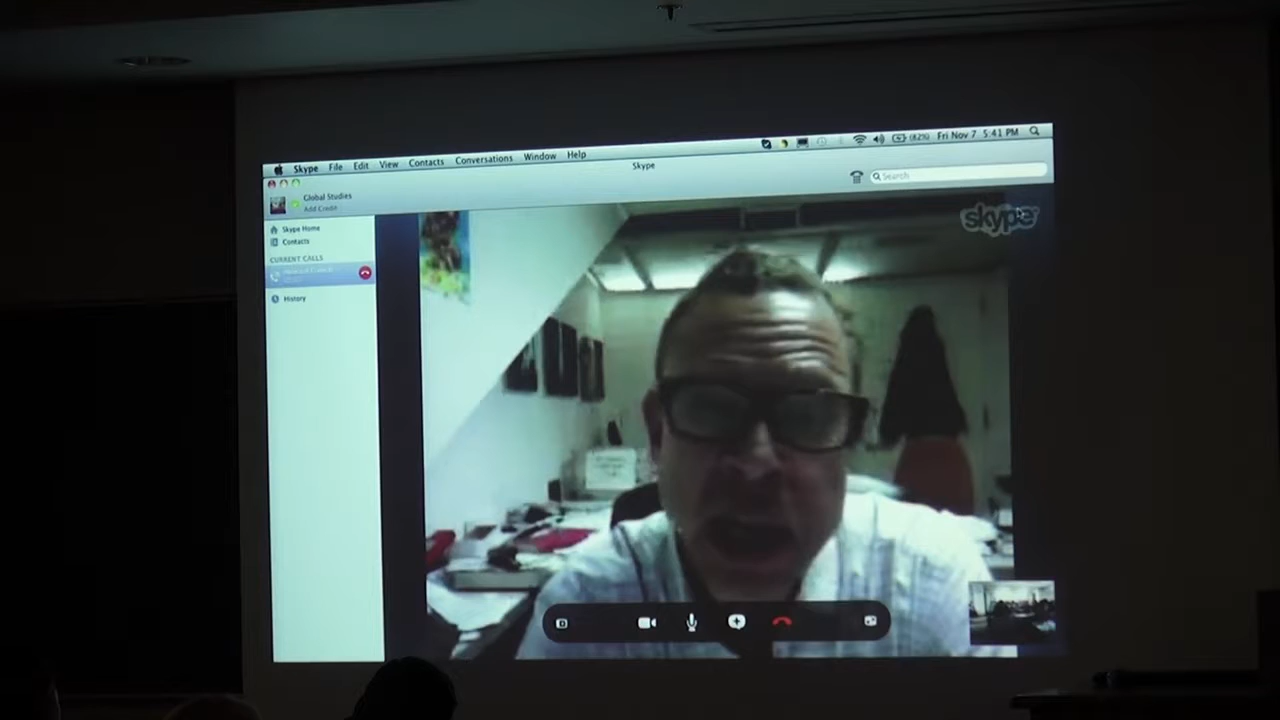 Skype File Edit View Contacts Conversations Window Help
(82%) Fri Nov 7 5:41 PM
Skype
Search
Global Studies
Add Credit
Skype Home
Contacts
CURRENT CALLS
History
skype